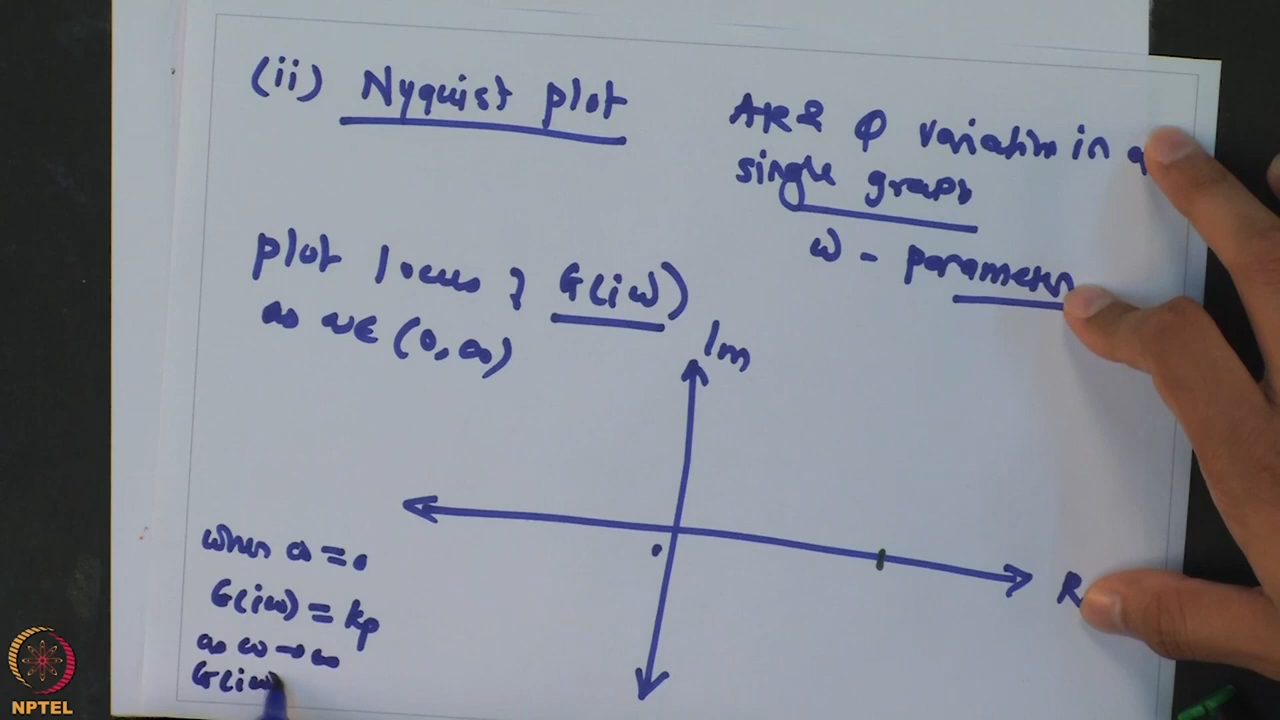 (ii) Nyquist plot
AR & φ variation in a
single graph
ω - parameter
plot locus of G(iω)
as ω ∈ (0, ∞)
Im
R
when ω = 0
G(iω) = kp
as ω → ∞
G(iω)
NPTEL